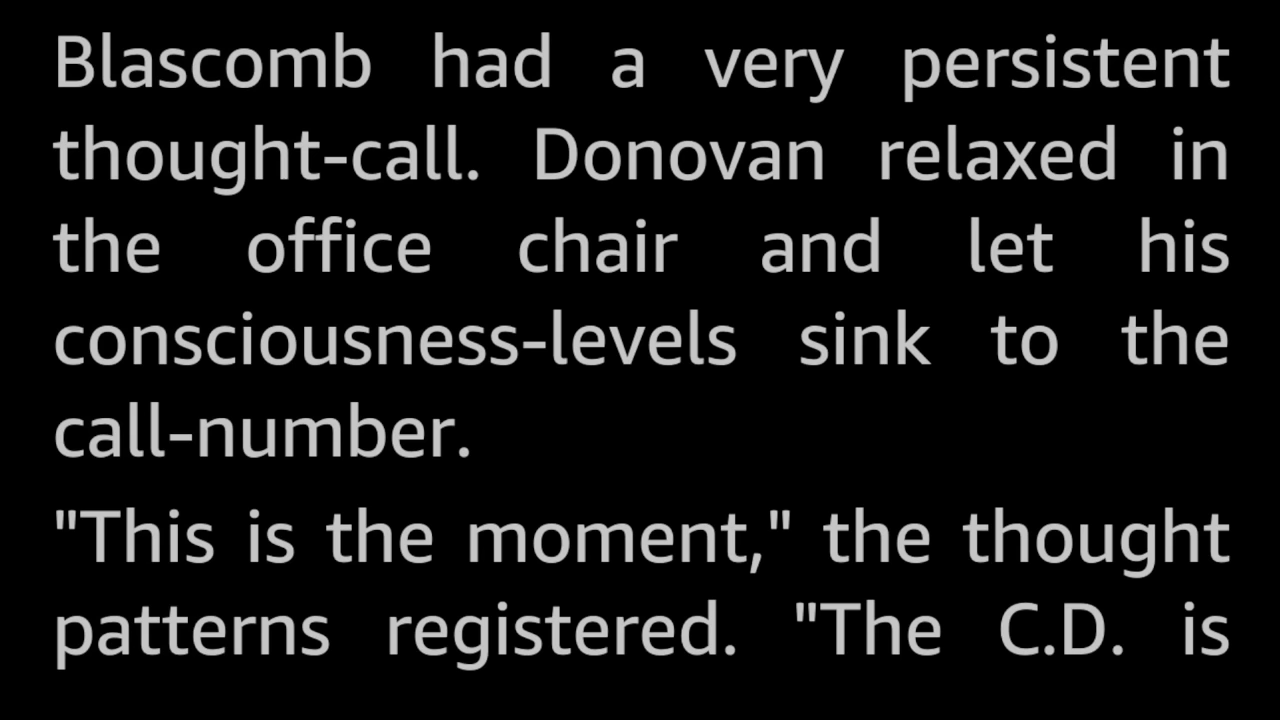 Blascomb had a very persistent
thought-call. Donovan relaxed in
the office chair and let his
consciousness-levels sink to the
call-number.
"This is the moment," the thought
patterns registered. "The C.D. is